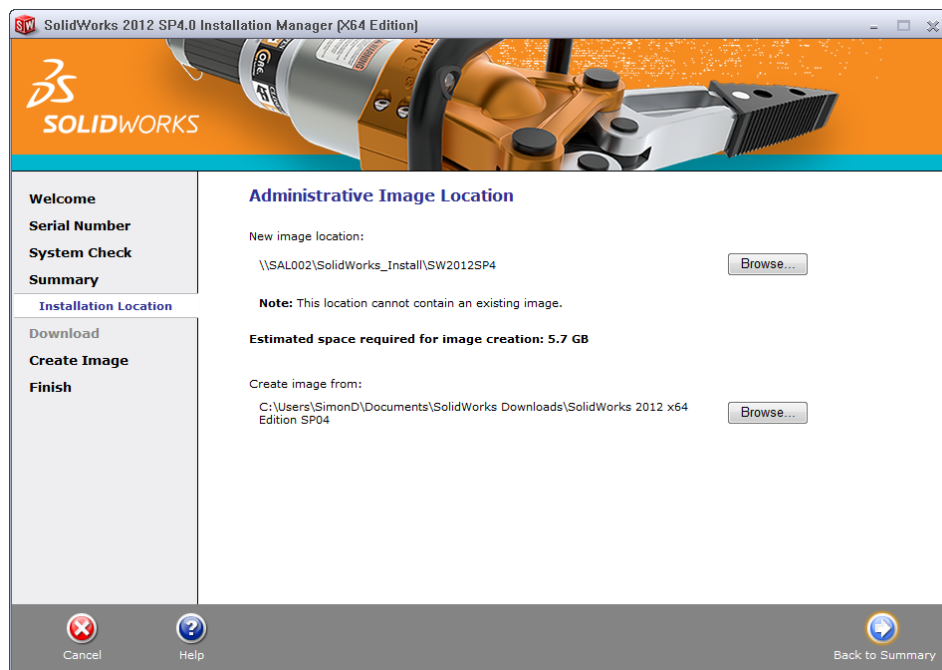 SolidWorks 2012 SP4.0 Installation Manager (X64 Edition)
SOLIDWORKS
Welcome
Serial Number
System Check
Summary
Installation Location
Download
Create Image
Finish
Administrative Image Location
New image location:
\\SAL002\SolidWorks_Install\SW2012SP4
Browse...
Note: This location cannot contain an existing image.
Estimated space required for image creation: 5.7 GB
Create image from:
C:\Users\SimonD\Documents\SolidWorks Downloads\SolidWorks 2012 x64
Edition SP04
Browse...
Cancel
Help
Back to Summary